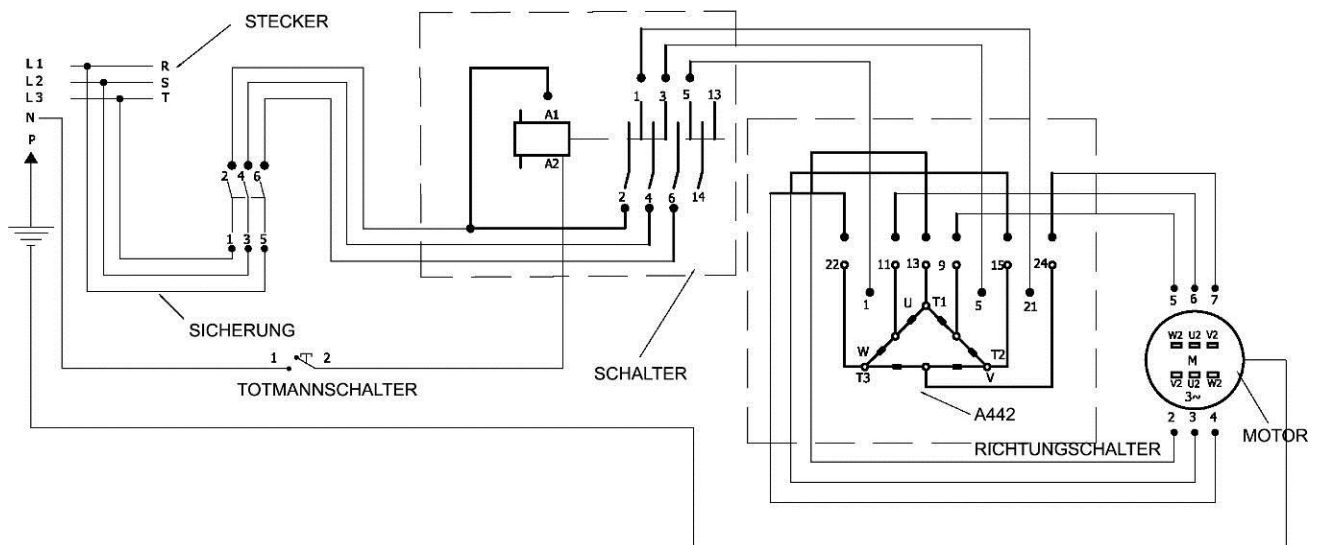 STECKER
L1 R
L2 S
L3 T
N
P
2 4 6
1 3 5
SICHERUNG
1 2
TOTMANNSCHALTER
A1
A2
1 3 5 13
2 4 6 14
SCHALTER
22 11 13 9 15 24
1 5 21
U T1
W T2
T3 V
A442
RICHTUNGSCHALTER
5 6 7
W2 U2 V2
M
V2 U2 W2
3~
2 3 4
MOTOR